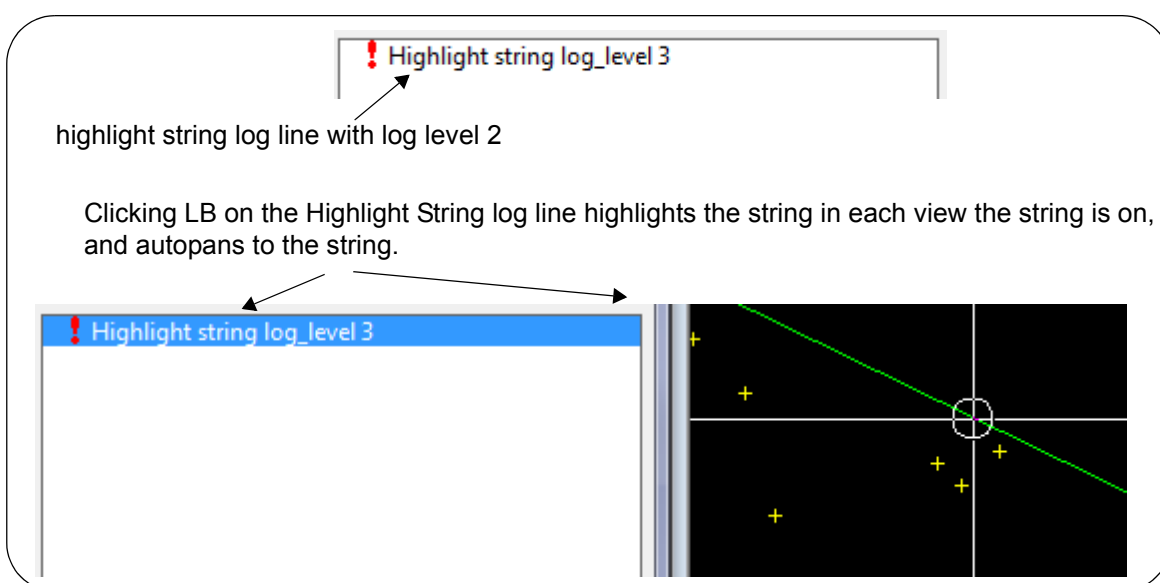 Highlight string log_level 3
highlight string log line with log level 2
Clicking LB on the Highlight String log line highlights the string in each view the string is on,
and autopans to the string.
Highlight string log_level 3